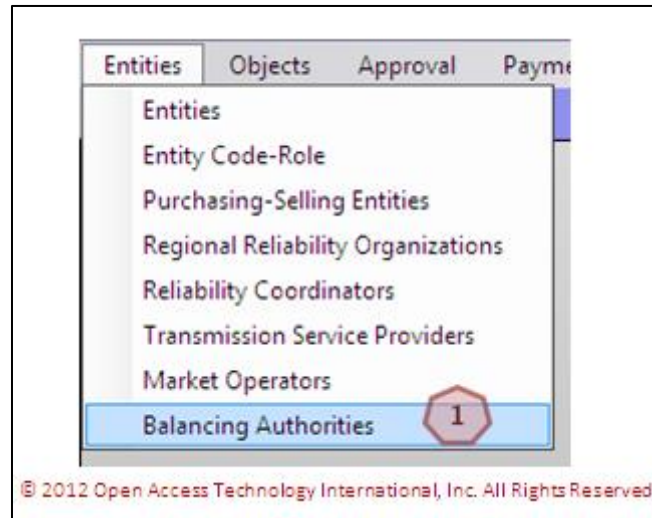 Entities Objects Approval Payme
Entities
Entity Code-Role
Purchasing-Selling Entities
Regional Reliability Organizations
Reliability Coordinators
Transmission Service Providers
Market Operators
Balancing Authorities 1
© 2012 Open Access Technology International, Inc. All Rights Reserved